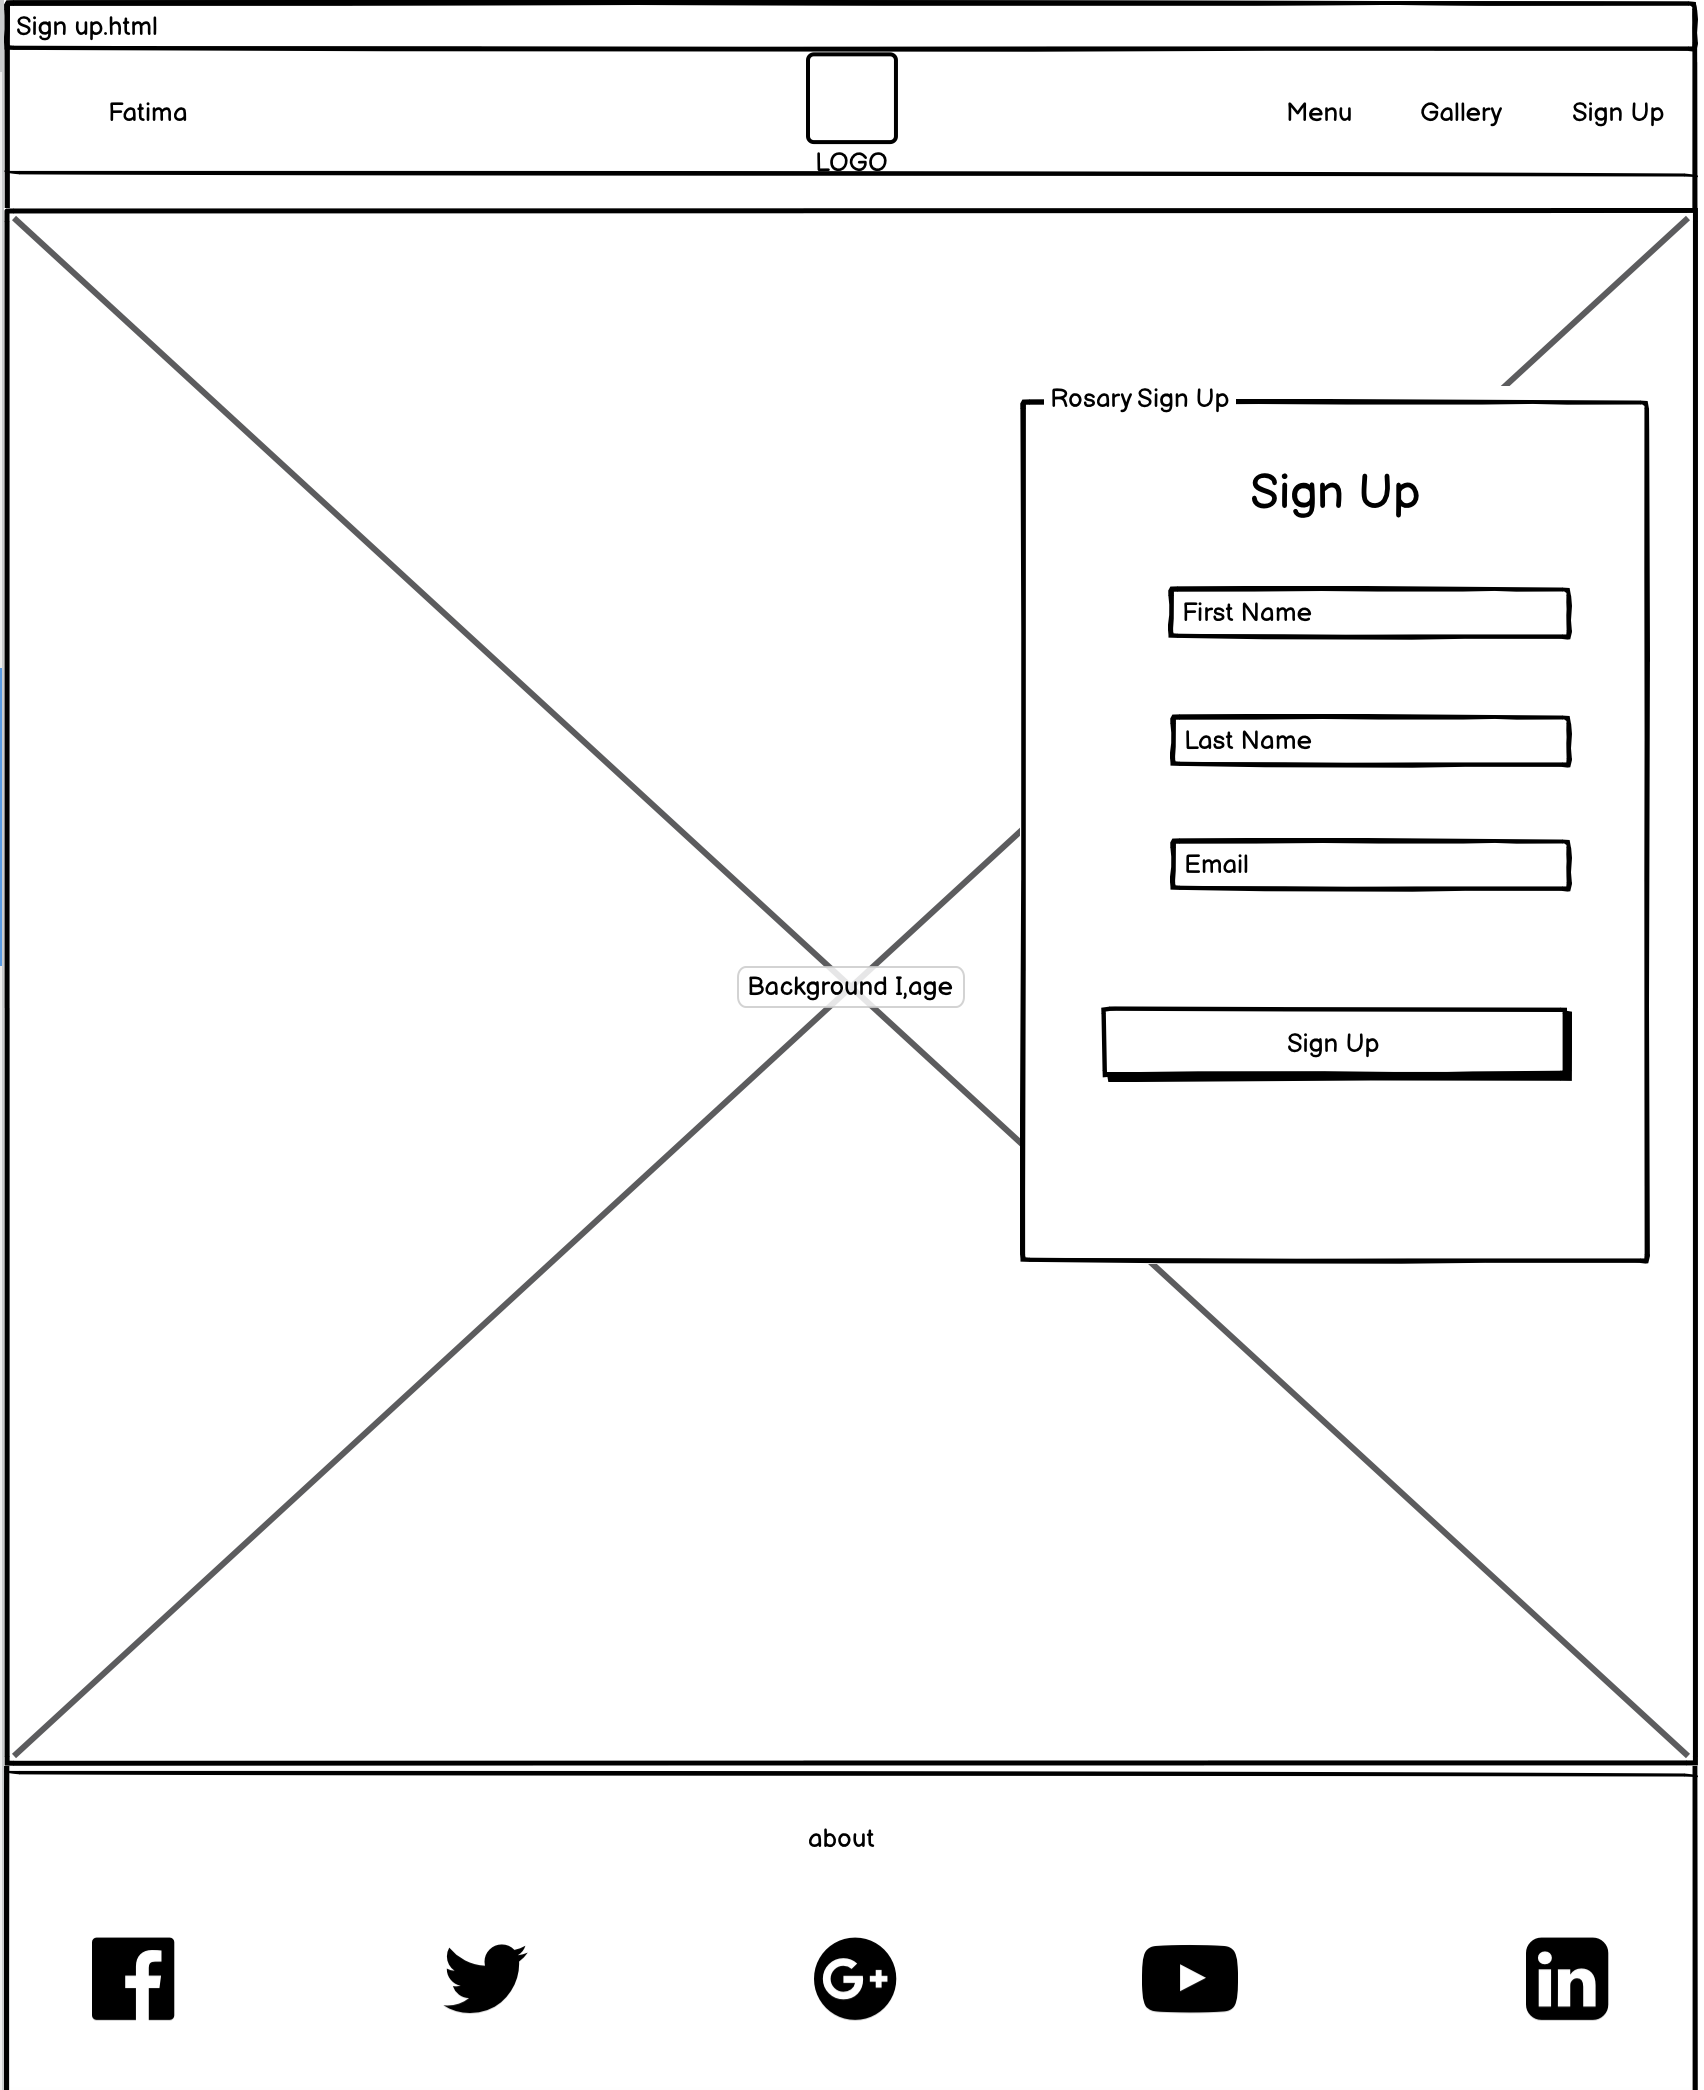 Sign up.html
Fatima
LOGO
Menu
Gallery
Sign Up
Rosary Sign Up
Sign Up
First Name
Last Name
Email
Background I,age
Sign Up
about
f
G+
in